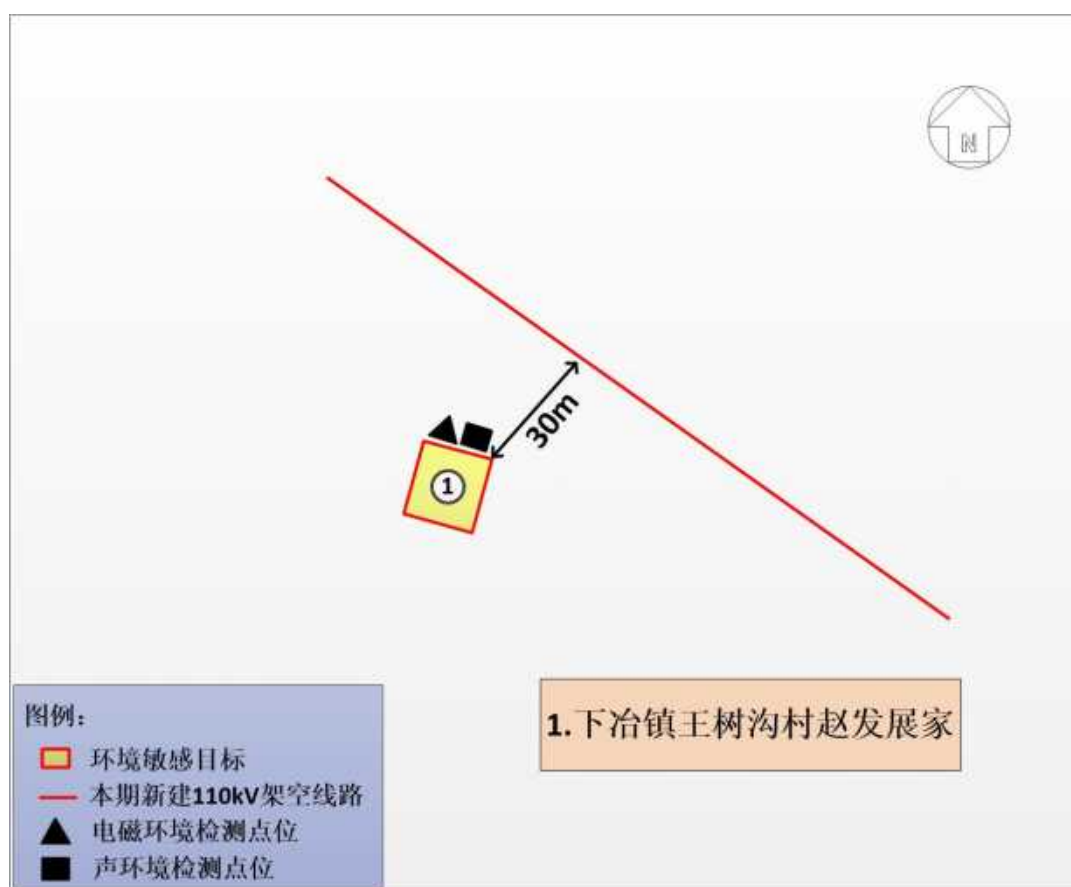 N
30m
1
1.下冶镇王树沟村赵发展家
图例：
环境敏感目标
本期新建110kV架空线路
电磁环境检测点位
声环境检测点位